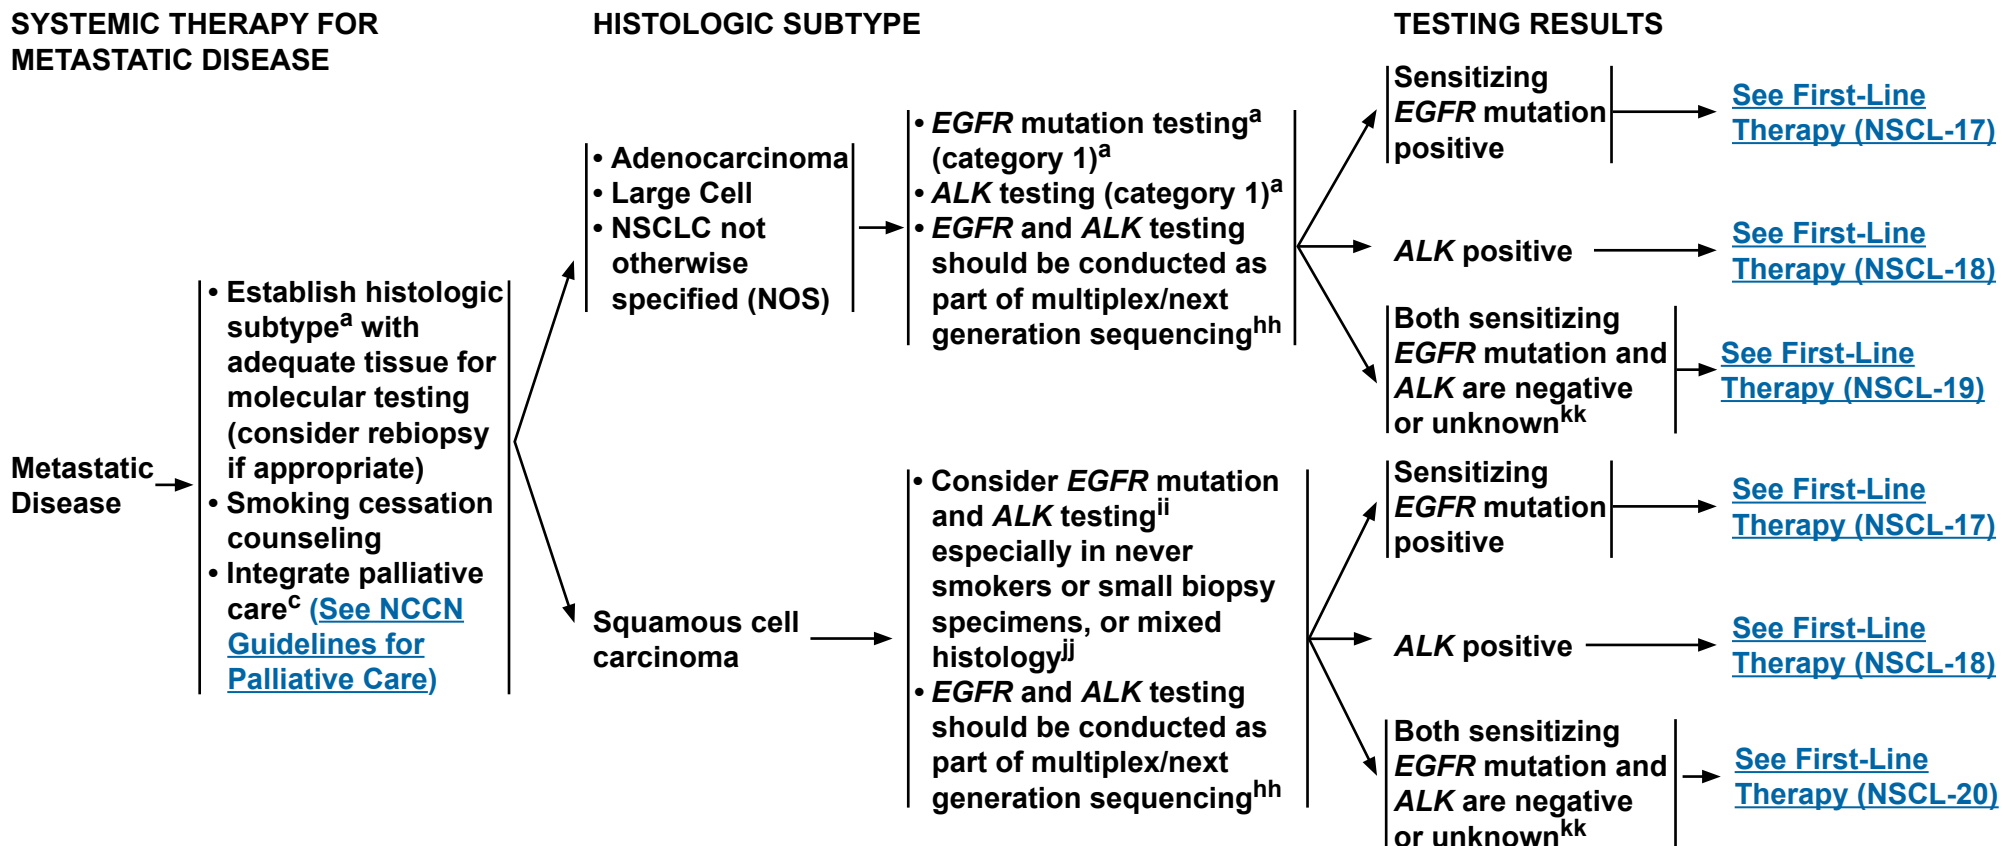 SYSTEMIC THERAPY FOR
METASTATIC DISEASE
HISTOLOGIC SUBTYPE
TESTING RESULTS
Metastatic
Disease
• Establish histologic
subtypeᵃ with
adequate tissue for
molecular testing
(consider rebiopsy
if appropriate)
• Smoking cessation
counseling
• Integrate palliative
careᶜ (See NCCN
Guidelines for
Palliative Care)
• Adenocarcinoma
• Large Cell
• NSCLC not
otherwise
specified (NOS)
• EGFR mutation testingᵃ
(category 1)ᵃ
• ALK testing (category 1)ᵃ
• EGFR and ALK testing
should be conducted as
part of multiplex/next
generation sequencingʰʰ
Sensitizing
EGFR mutation
positive
See First-Line
Therapy (NSCL-17)
ALK positive
See First-Line
Therapy (NSCL-18)
Both sensitizing
EGFR mutation and
ALK are negative
or unknownᵏᵏ
See First-Line
Therapy (NSCL-19)
Squamous cell
carcinoma
• Consider EGFR mutation
and ALK testingⁱⁱ
especially in never
smokers or small biopsy
specimens, or mixed
histologyʲʲ
• EGFR and ALK testing
should be conducted as
part of multiplex/next
generation sequencingʰʰ
Sensitizing
EGFR mutation
positive
See First-Line
Therapy (NSCL-17)
ALK positive
See First-Line
Therapy (NSCL-18)
Both sensitizing
EGFR mutation and
ALK are negative
or unknownᵏᵏ
See First-Line
Therapy (NSCL-20)